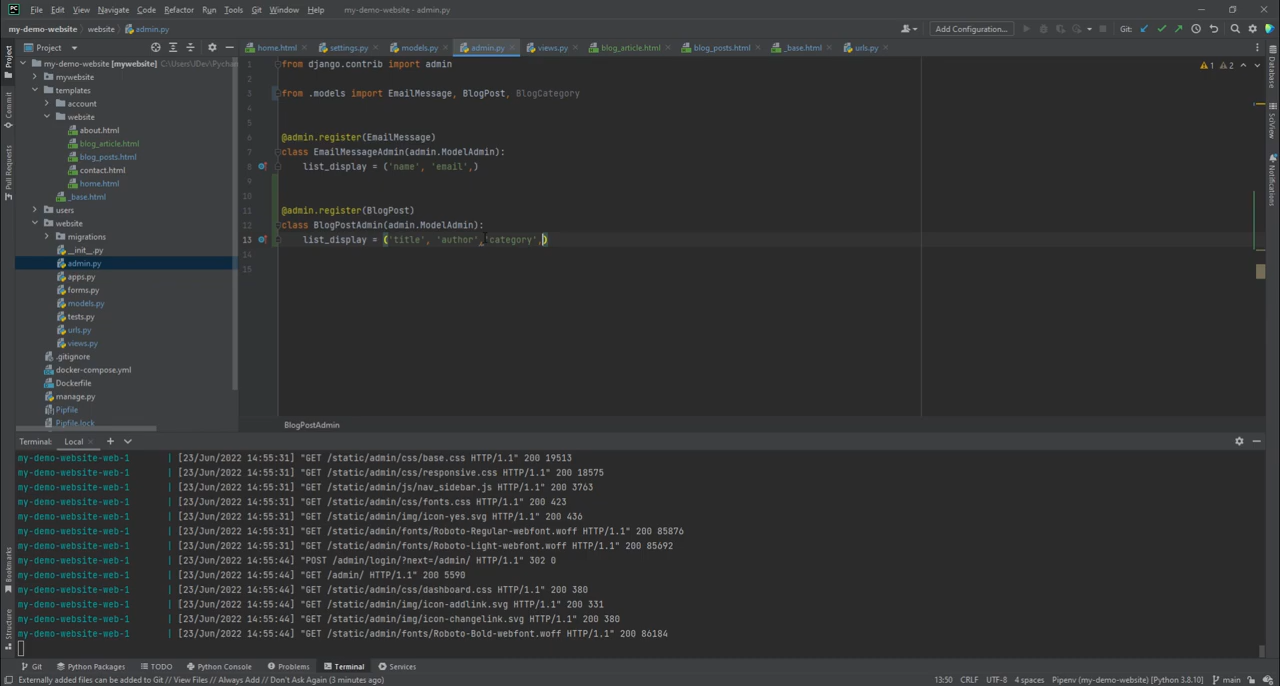 File Edit View Navigate Code Refactor Run Tools Git Window Help my-demo-website - admin.py
my-demo-website website admin.py Add Configuration... Git:
Project
home.html settings.py models.py admin.py views.py blog_article.html blog_posts.html _base.html urls.py
my-demo-website (mywebsite) C:\Users\UDev\Pychar
mywebsite
templates
account
website
about.html
blog_article.html
blog_posts.html
contact.html
home.html
_base.html
users
website
migrations
__init__.py
admin.py
apps.py
forms.py
models.py
tests.py
urls.py
views.py
.gitignore
docker-compose.yml
Dockerfile
manage.py
Pipfile
Pipfile.lock
1 from django.contrib import admin
2
3 from .models import EmailMessage, BlogPost, BlogCategory
4
5
6 @admin.register(EmailMessage)
7 class EmailMessageAdmin(admin.ModelAdmin):
8 list_display = ('name', 'email',)
9
10
11 @admin.register(BlogPost)
12 class BlogPostAdmin(admin.ModelAdmin):
13 list_display = ('title', 'author','category',)
14
15
1 2
BlogPostAdmin
Project
Commit
Pull Requests
Bookmarks
Structure
Database
SciView
Notifications
Terminal: Local
my-demo-website-web-1 | [23/Jun/2022 14:55:31] "GET /static/admin/css/base.css HTTP/1.1" 200 19513
my-demo-website-web-1 | [23/Jun/2022 14:55:31] "GET /static/admin/css/responsive.css HTTP/1.1" 200 18575
my-demo-website-web-1 | [23/Jun/2022 14:55:31] "GET /static/admin/js/nav_sidebar.js HTTP/1.1" 200 3763
my-demo-website-web-1 | [23/Jun/2022 14:55:31] "GET /static/admin/css/fonts.css HTTP/1.1" 200 423
my-demo-website-web-1 | [23/Jun/2022 14:55:31] "GET /static/admin/img/icon-yes.svg HTTP/1.1" 200 436
my-demo-website-web-1 | [23/Jun/2022 14:55:31] "GET /static/admin/fonts/Roboto-Regular-webfont.woff HTTP/1.1" 200 85876
my-demo-website-web-1 | [23/Jun/2022 14:55:31] "GET /static/admin/fonts/Roboto-Light-webfont.woff HTTP/1.1" 200 85692
my-demo-website-web-1 | [23/Jun/2022 14:55:44] "POST /admin/login/?next=/admin/ HTTP/1.1" 302 0
my-demo-website-web-1 | [23/Jun/2022 14:55:44] "GET /admin/ HTTP/1.1" 200 5590
my-demo-website-web-1 | [23/Jun/2022 14:55:44] "GET /static/admin/css/dashboard.css HTTP/1.1" 200 380
my-demo-website-web-1 | [23/Jun/2022 14:55:44] "GET /static/admin/img/icon-addlink.svg HTTP/1.1" 200 331
my-demo-website-web-1 | [23/Jun/2022 14:55:44] "GET /static/admin/img/icon-changelink.svg HTTP/1.1" 200 380
my-demo-website-web-1 | [23/Jun/2022 14:55:44] "GET /static/admin/fonts/Roboto-Bold-webfont.woff HTTP/1.1" 200 86184
Git Python Packages TODO Python Console Problems Terminal Services
Externally added files can be added to Git // View Files // Always Add // Don't Ask Again (3 minutes ago) 13:50 CRLF UTF-8 4 spaces Pipenv (my-demo-website) [Python 3.8.10] main